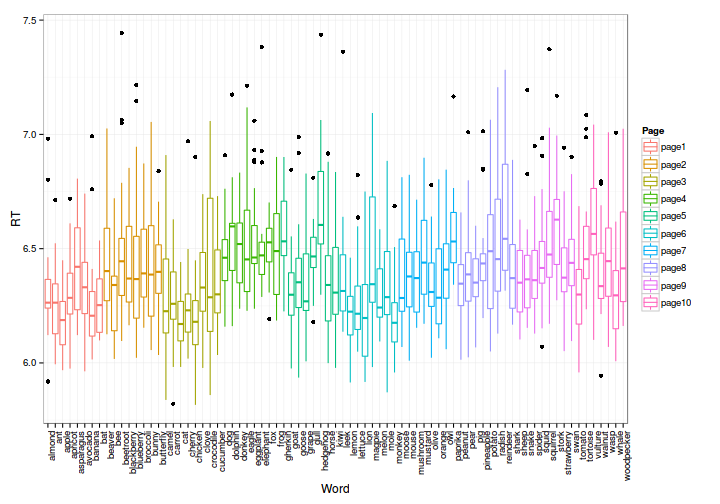 7.5
7.0
6.5
6.0
RT
almond
ant
apple
apricot
asparagus
avocado
banana
bat
beaver
bee
beetroot
blackberry
blueberry
broccoli
bunny
butterfly
camel
carrot
cat
cherry
chicken
clove
crocodile
cucumber
dog
dolphin
donkey
eagle
eggplant
elephant
fox
frog
gherkin
goat
goose
grape
gull
hedgehog
horse
kiwi
leek
lemon
lettuce
lion
magpie
melon
mole
monkey
moose
mouse
mushroom
mustard
olive
orange
owl
paprika
peanut
pear
pig
pineapple
potato
radish
reindeer
shark
sheep
snake
spider
squid
squirrel
stork
strawberry
swan
tomato
tortoise
vulture
walnut
wasp
whale
woodpecker
Word
Page
page1
page2
page3
page4
page5
page6
page7
page8
page9
page10